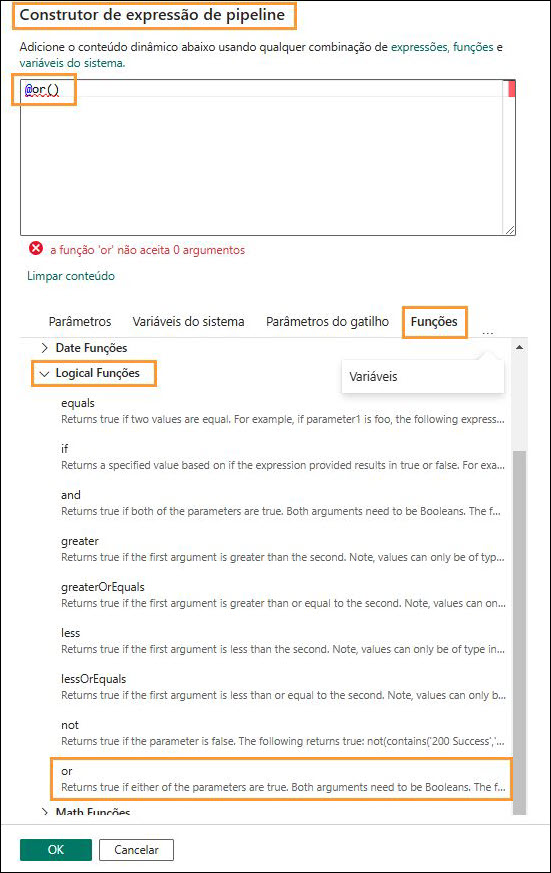 Construtor de expressão de pipeline
Adicione o conteúdo dinâmico abaixo usando qualquer combinação de expressões, funções e
variáveis do sistema.
@or()
a função 'or' não aceita 0 argumentos
Limpar conteúdo
Parâmetros Variáveis do sistema Parâmetros do gatilho Funções ...
Date Funções
Variáveis
Logical Funções
equals
Returns true if two values are equal. For example, if parameter1 is foo, the following express...
if
Returns a specified value based on if the expression provided results in true or false. For exa...
and
Returns true if both of the parameters are true. Both arguments need to be Booleans. The f...
greater
Returns true if the first argument is greater than the second. Note, values can only be of typ...
greaterOrEquals
Returns true if the first argument is greater than or equal to the second. Note, values can on...
less
Returns true if the first argument is less than the second. Note, values can only be of type in...
lessOrEquals
Returns true if the first argument is less than or equal to the second. Note, values can only b...
not
Returns true if the parameter is false. The following returns true: not(contains('200 Success','...
or
Returns true if either of the parameters are true. Both arguments need to be Booleans. The f...
Math Funções
OK Cancelar